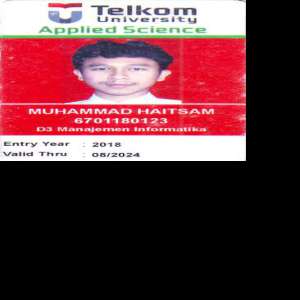 Telkom
University
Applied Science
MUHAMMAD HAITSAM
6701180123
D3 Manajemen Informatika
Entry Year : 2018
Valid Thru : 08/2024